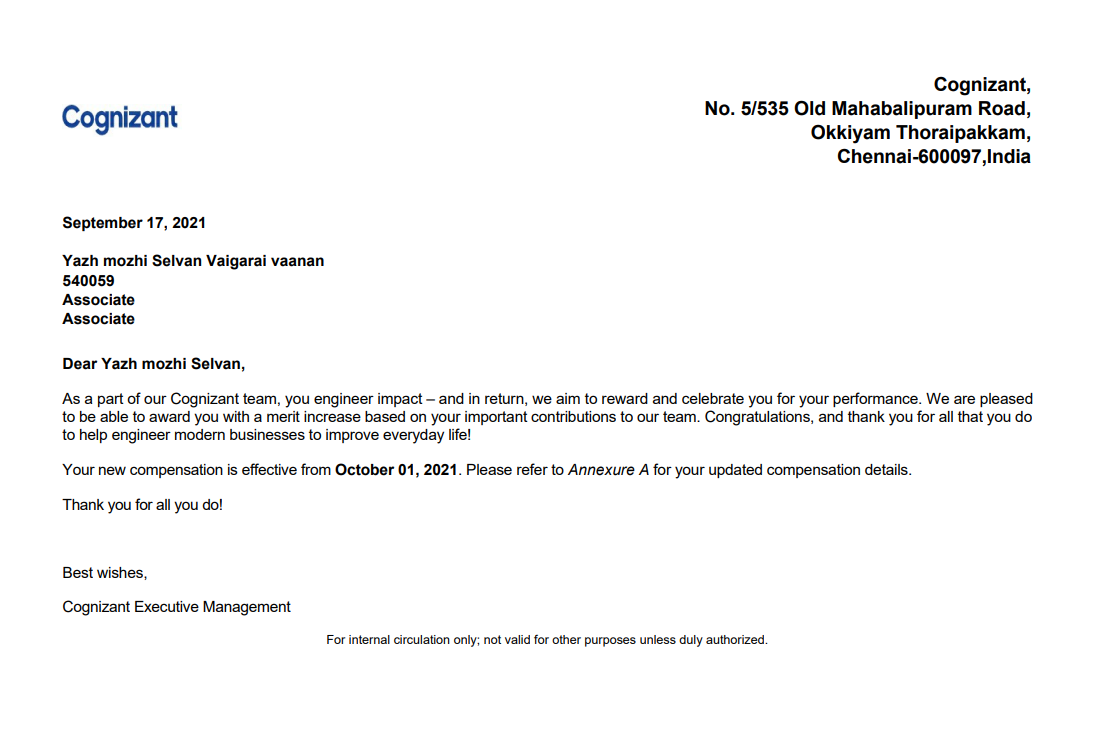 Cognizant
Cognizant,
No. 5/535 Old Mahabalipuram Road,
Okkiyam Thoraipakkam,
Chennai-600097,India
September 17, 2021
Yazh mozhi Selvan Vaigarai vaanan
540059
Associate
Associate
Dear Yazh mozhi Selvan,
As a part of our Cognizant team, you engineer impact – and in return, we aim to reward and celebrate you for your performance. We are pleased
to be able to award you with a merit increase based on your important contributions to our team. Congratulations, and thank you for all that you do
to help engineer modern businesses to improve everyday life!
Your new compensation is effective from October 01, 2021. Please refer to Annexure A for your updated compensation details.
Thank you for all you do!
Best wishes,
Cognizant Executive Management
For internal circulation only; not valid for other purposes unless duly authorized.